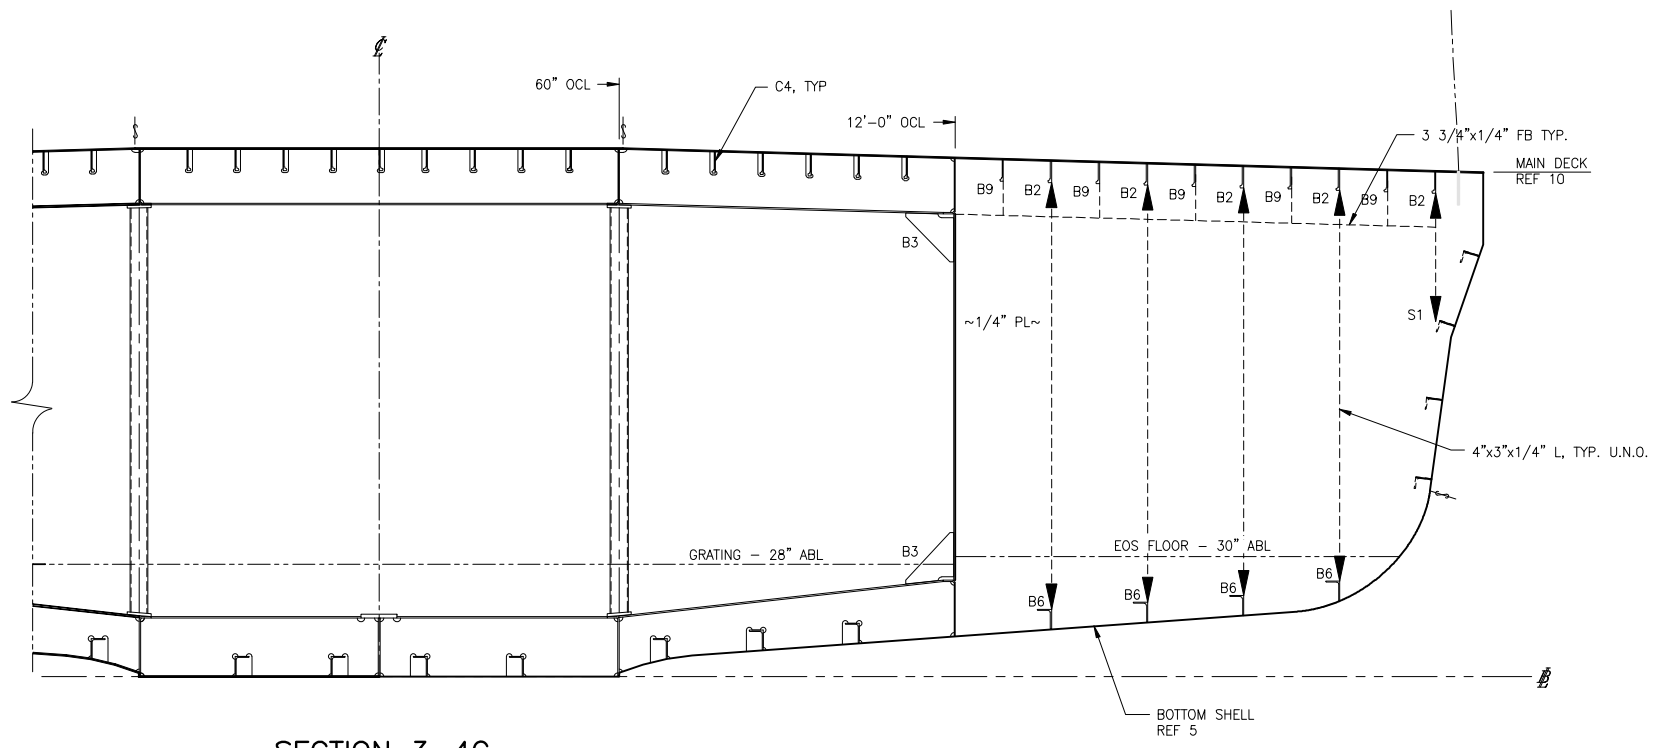 ℄
60" OCL
C4, TYP
12'-0" OCL
3 3/4"x1/4" FB TYP.
MAIN DECK
REF 10
B9
B2
B9
B2
B9
B2
B9
B2
B9
B2
B3
~1/4" PL~
S1
4"x3"x1/4" L, TYP. U.N.O.
GRATING - 28" ABL
B3
EOS FLOOR - 30" ABL
B6
B6
B6
B6
BL
BOTTOM SHELL
REF 5